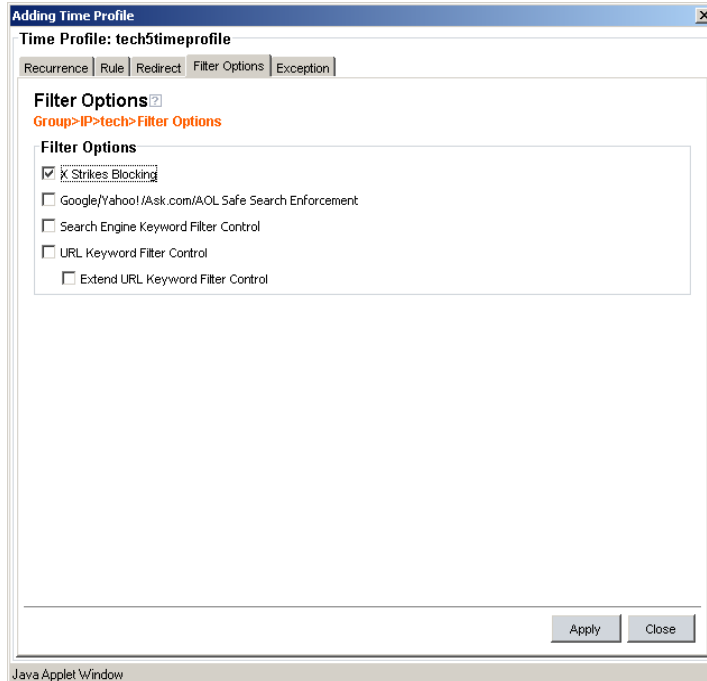 Adding Time Profile
Time Profile: tech5timeprofile
Recurrence Rule Redirect Filter Options Exception
Filter Options ?
Group>IP>tech>Filter Options
Filter Options
X Strikes Blocking
Google/Yahoo!/Ask.com/AOL Safe Search Enforcement
Search Engine Keyword Filter Control
URL Keyword Filter Control
Extend URL Keyword Filter Control
Apply Close
Java Applet Window